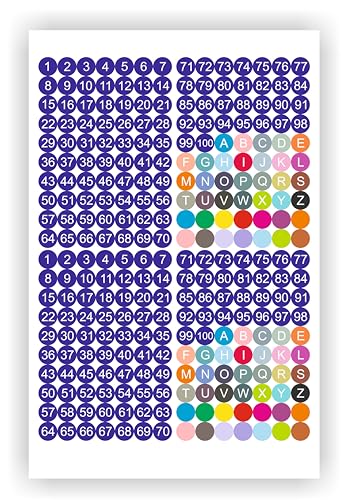 1 2 3 4 5 6 7
8 9 10 11 12 13 14
15 16 17 18 19 20 21
22 23 24 25 26 27 28
29 30 31 32 33 34 35
36 37 38 39 40 41 42
43 44 45 46 47 48 49
50 51 52 53 54 55 56
57 58 59 60 61 62 63
64 65 66 67 68 69 70
71 72 73 74 75 76 77
78 79 80 81 82 83 84
85 86 87 88 89 90 91
92 93 94 95 96 97 98
99 100 A B C D E
F G H I J K L
M N O P Q R S
T U V W X Y Z
1 2 3 4 5 6 7
8 9 10 11 12 13 14
15 16 17 18 19 20 21
22 23 24 25 26 27 28
29 30 31 32 33 34 35
36 37 38 39 40 41 42
43 44 45 46 47 48 49
50 51 52 53 54 55 56
57 58 59 60 61 62 63
64 65 66 67 68 69 70
71 72 73 74 75 76 77
78 79 80 81 82 83 84
85 86 87 88 89 90 91
92 93 94 95 96 97 98
99 100 A B C D E
F G H I J K L
M N O P Q R S
T U V W X Y Z